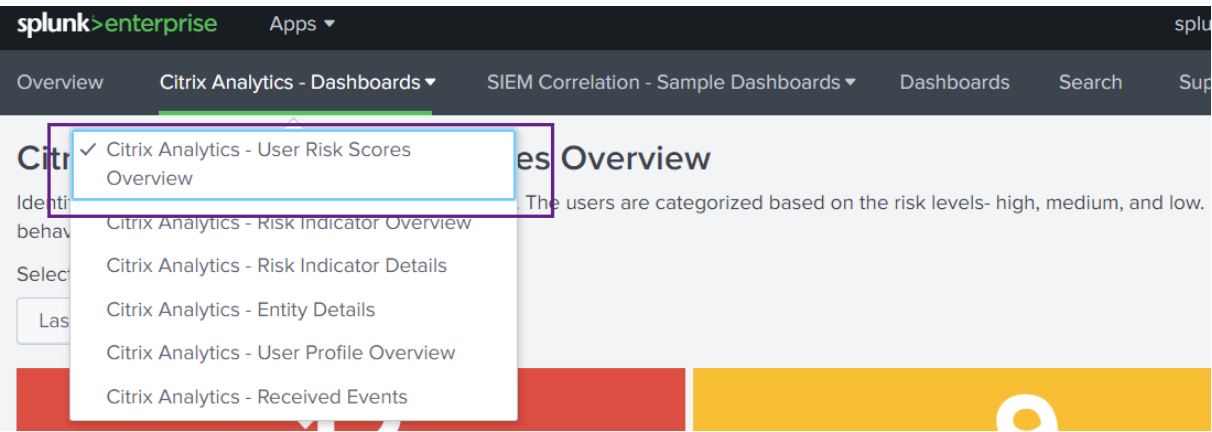 splunk>enterprise Apps splu
Overview Citrix Analytics - Dashboards SIEM Correlation - Sample Dashboards Dashboards Search Sup
Citr es Overview
Citrix Analytics - User Risk Scores
Overview
Identi . The users are categorized based on the risk levels- high, medium, and low.
behav
Citrix Analytics - Risk Indicator Overview
Selec
Citrix Analytics - Risk Indicator Details
Las
Citrix Analytics - Entity Details
Citrix Analytics - User Profile Overview
Citrix Analytics - Received Events
9